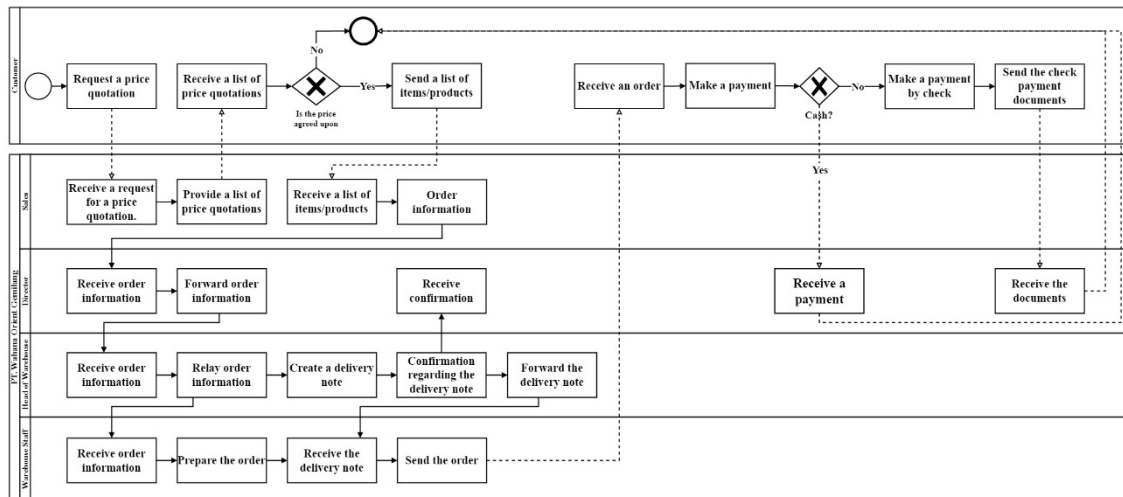 Customer
Request a price
quotation
Receive a list of
price quotations
No
Is the price
agreed upon
Yes
Send a list of
items/products
Receive an order
Make a payment
Cash?
No
Make a payment
by check
Send the check
payment
documents
Yes
PT. Wahana Orient Gemilang
Sales
Receive a request
for a price
quotation.
Provide a list of
price quotations
Receive a list of
items/products
Order
information
Director
Receive order
information
Forward order
information
Receive
confirmation
Receive a
payment
Receive the
documents
Head of Warehouse
Receive order
information
Relay order
information
Create a delivery
note
Confirmation
regarding the
delivery note
Forward the
delivery note
Warehouse Staff
Receive order
information
Prepare the order
Receive the
delivery note
Send the order